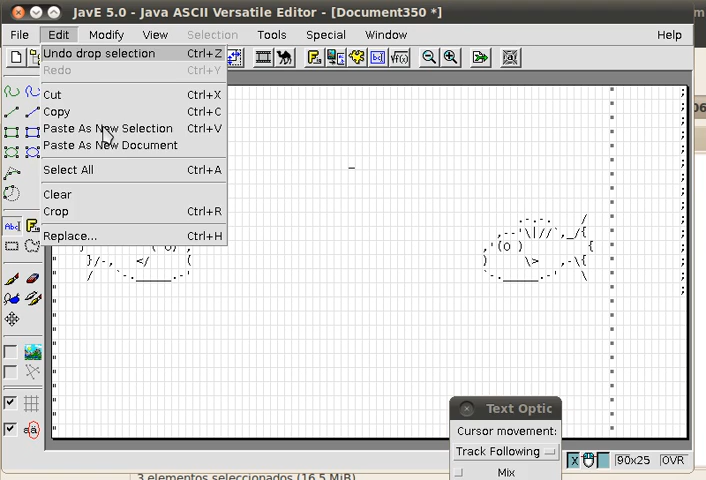 JavE 5.0 - Java ASCII Versatile Editor - [Document350 *]
File Edit Modify View Selection Tools Special Window
Undo drop selection Ctrl+Z
Redo Ctrl+Y
Cut Ctrl+X
Copy Ctrl+C
Paste As New Selection Ctrl+V
Paste As New Document
Select All Ctrl+A
Clear
Crop Ctrl+R
Replace... Ctrl+H
Text Optic
Cursor movement:
Track Following
Mix
X 90x25 OVR
3 elementos seleccionados (16,5 MiB)